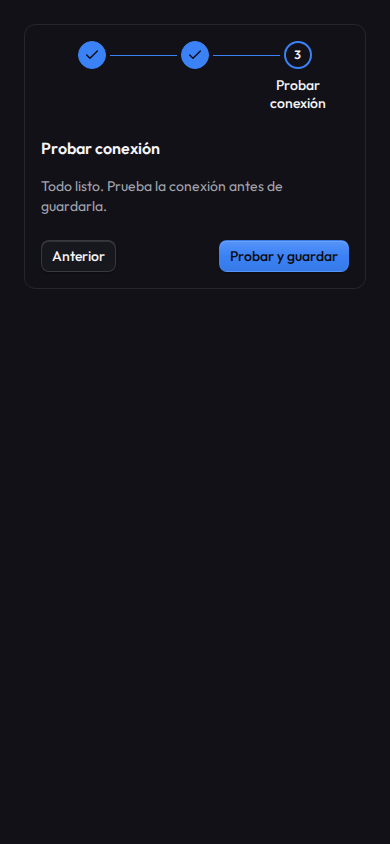 3
Probar
conexión
Probar conexión
Todo listo. Prueba la conexión antes de
guardarla.
Anterior
Probar y guardar